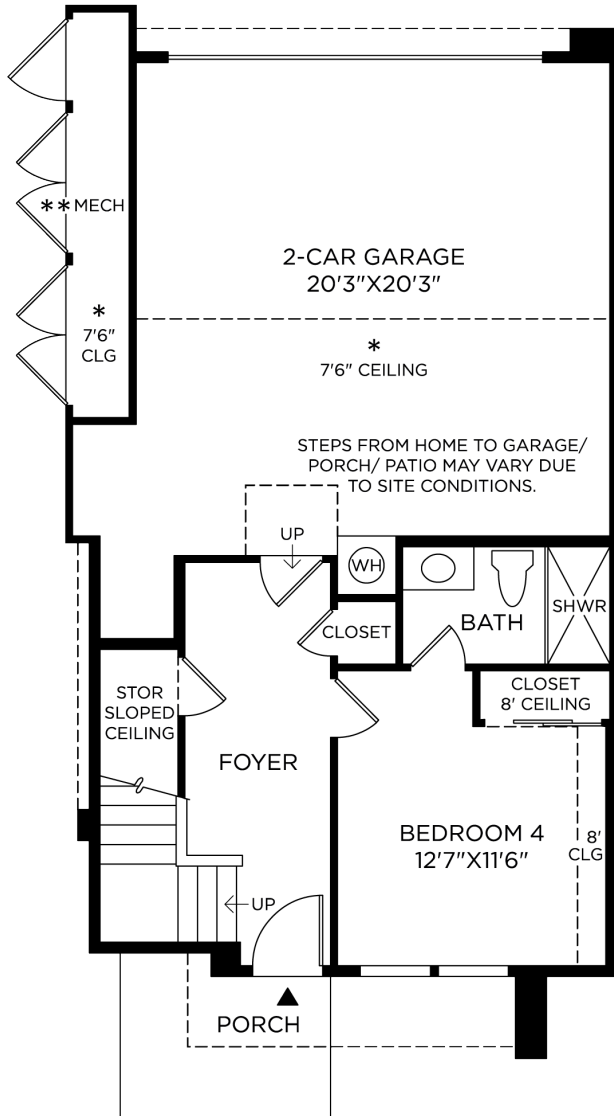 ** MECH
*
7'6"
CLG
2-CAR GARAGE
20'3"X20'3"
*
7'6" CEILING
STEPS FROM HOME TO GARAGE/
PORCH/ PATIO MAY VARY DUE
TO SITE CONDITIONS.
UP
WH
CLOSET
BATH
SHWR
STOR
SLOPED
CEILING
CLOSET
8' CEILING
FOYER
BEDROOM 4
12'7"X11'6"
8'
CLG
UP
PORCH